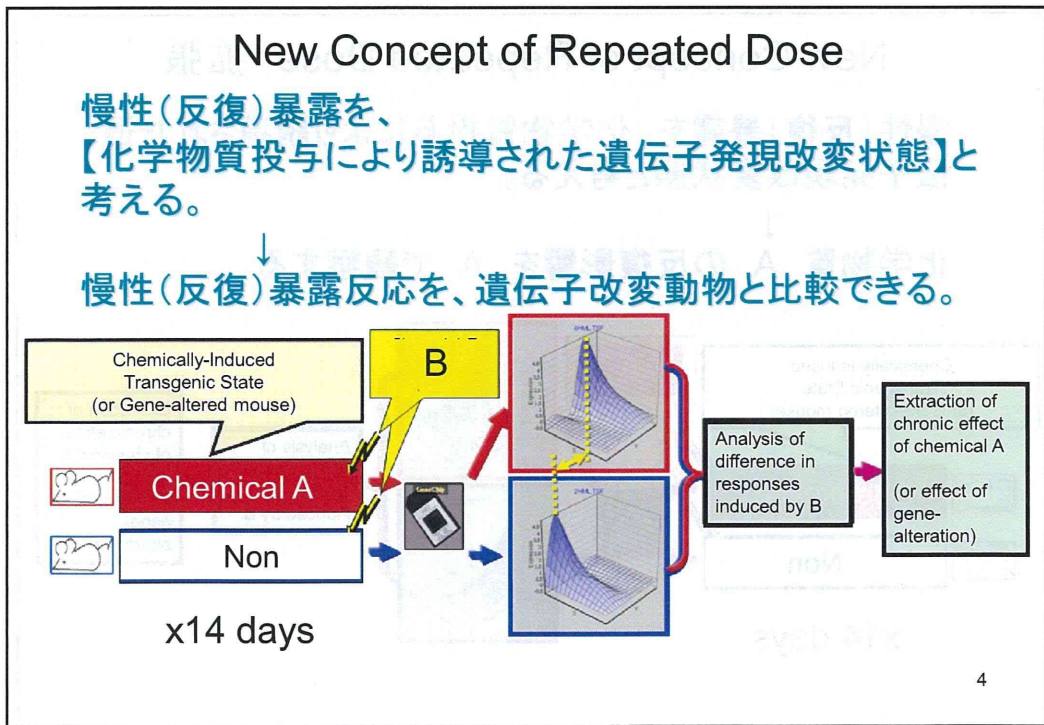 New Concept of Repeated Dose
慢性(反復)暴露を、
【化学物質投与により誘導された遺伝子発現改変状態】と
考える。
↓
慢性(反復)暴露反応を、遺伝子改変動物と比較できる。
Chemically-Induced
Transgenic State
(or Gene-altered mouse)
B
Chemical A
Non
x14 days
GeneChip
Analysis of
difference in
responses
induced by B
Extraction of
chronic effect
of chemical A
(or effect of
gene-
alteration)
4